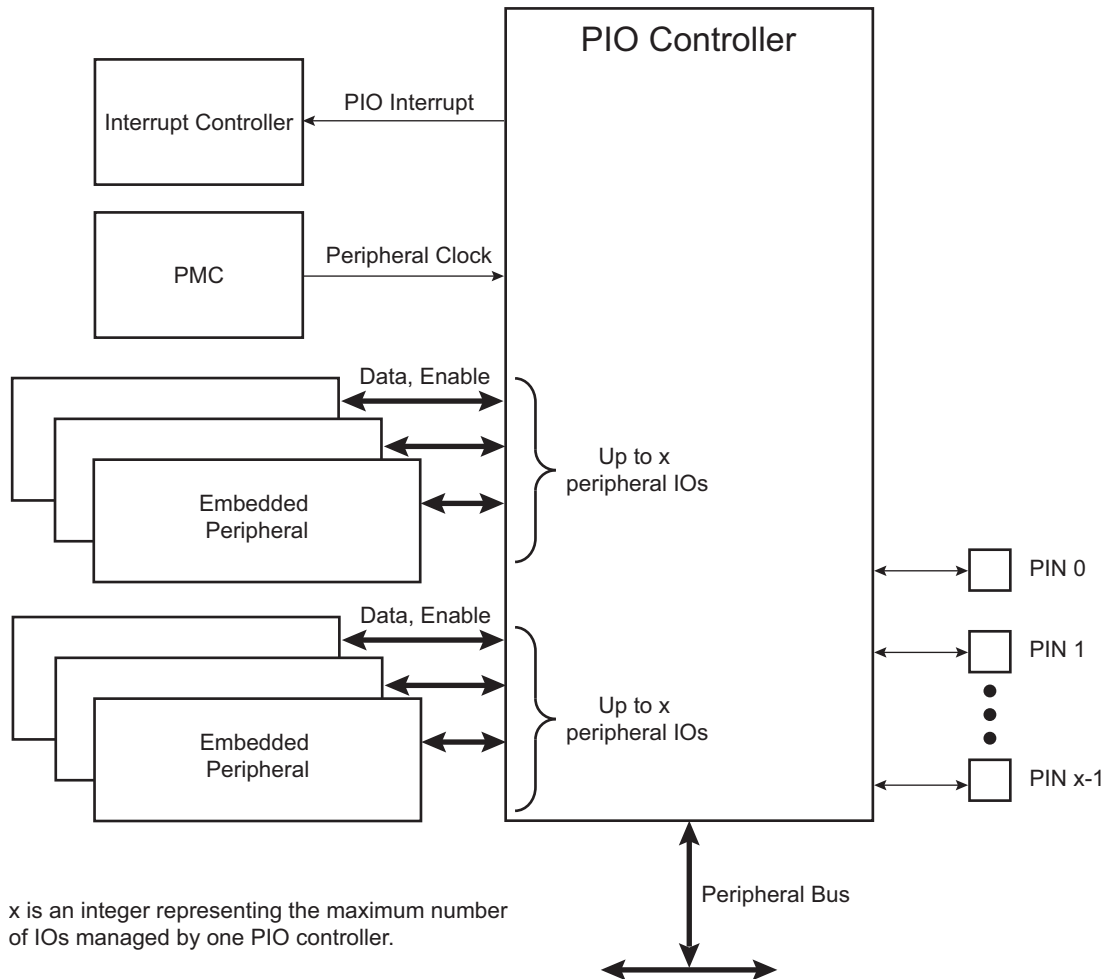 PIO Controller
PIO Interrupt
Interrupt Controller
Peripheral Clock
PMC
Data, Enable
Up to x
peripheral IOs
Embedded
Peripheral
PIN 0
Data, Enable
PIN 1
Up to x
peripheral IOs
Embedded
Peripheral
PIN x-1
Peripheral Bus
x is an integer representing the maximum number
of IOs managed by one PIO controller.